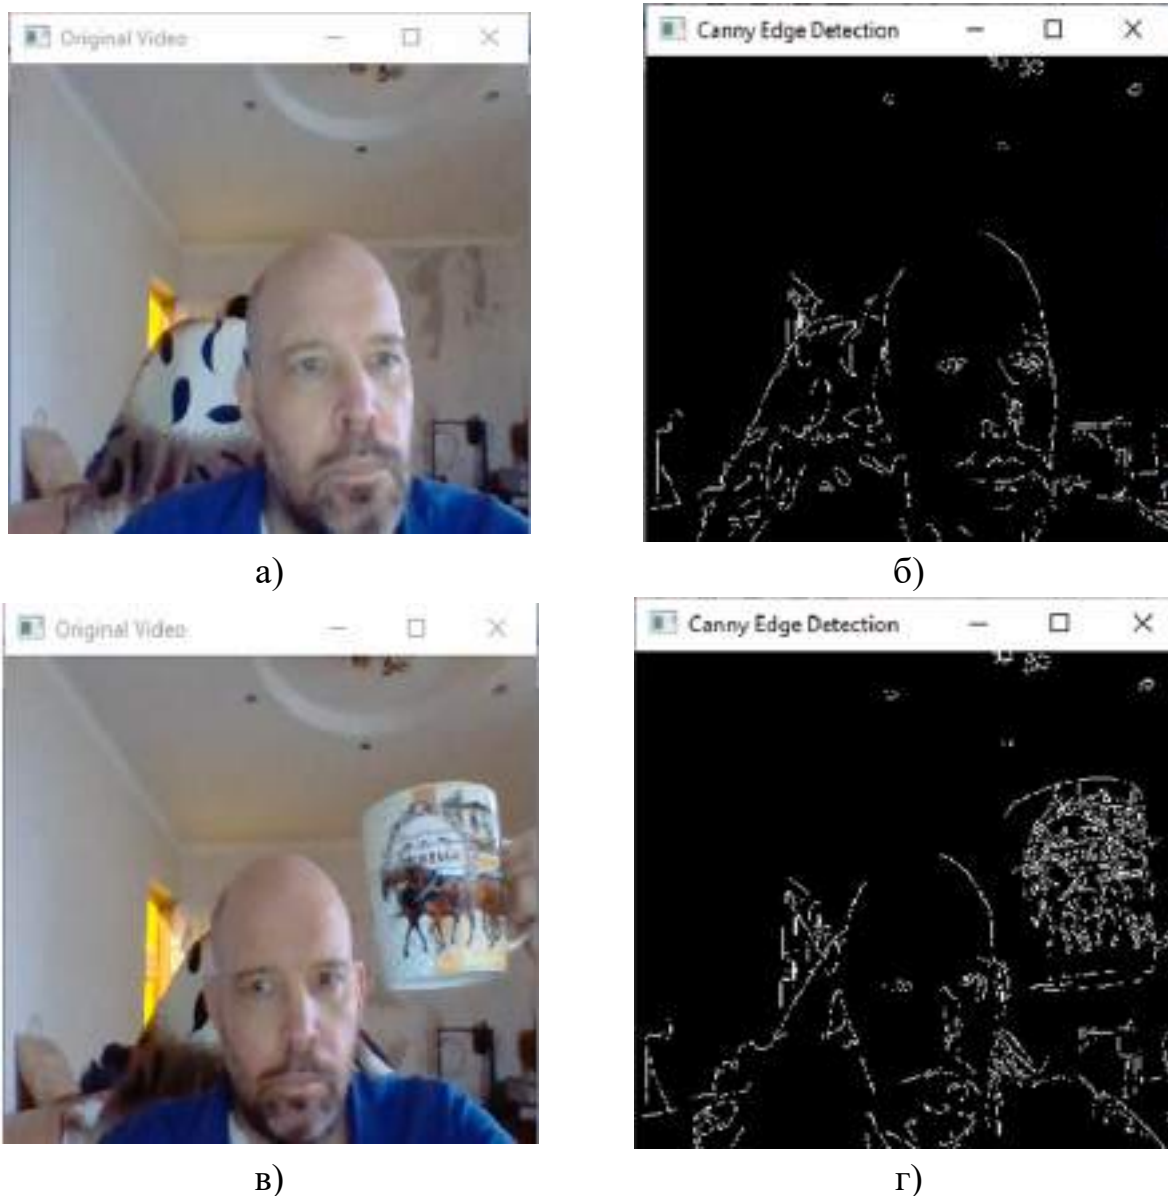 Original Video
Canny Edge Detection
а)
б)
Original Video
Canny Edge Detection
в)
г)